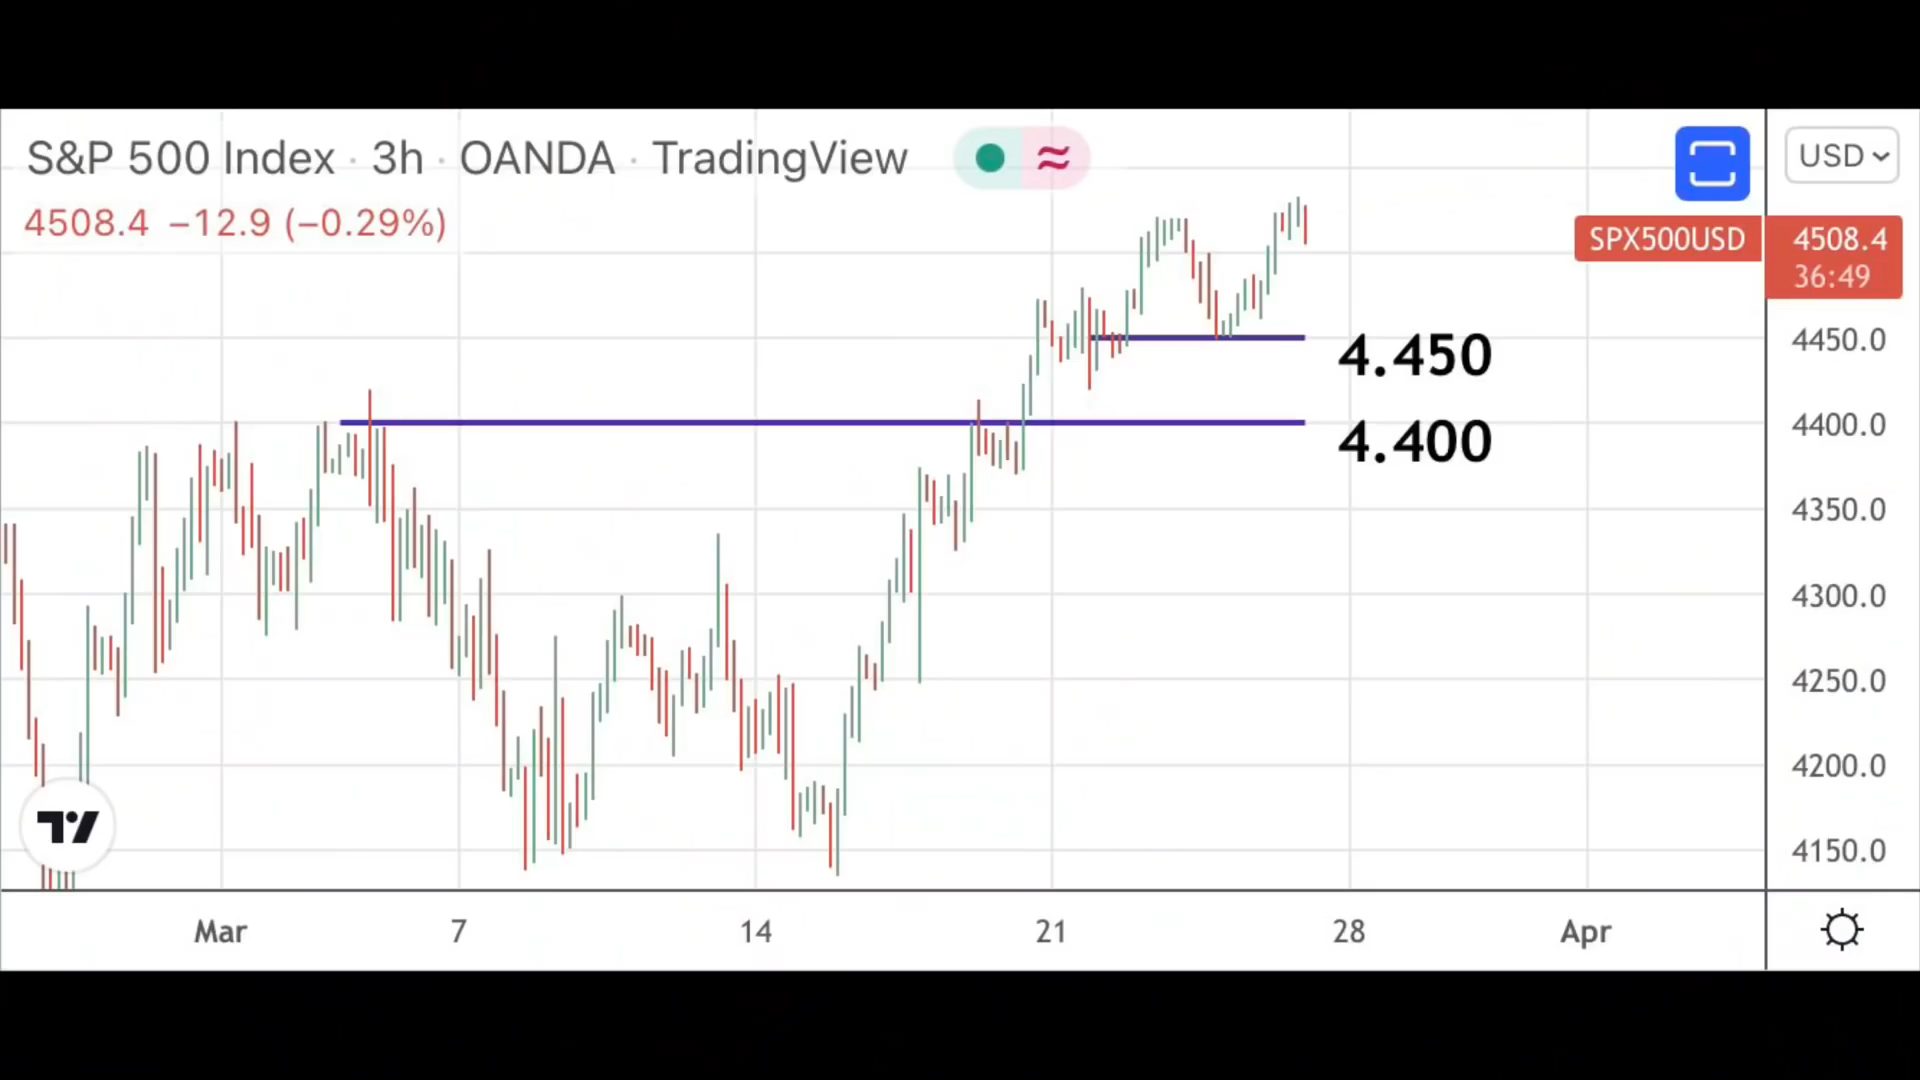 S&P 500 Index · 3h · OANDA · TradingView
USD
4508.4 −12.9 (−0.29%)
SPX500USD
4508.4
36:49
4450.0
4.450
4400.0
4.400
4350.0
4300.0
4250.0
4200.0
4150.0
Mar 7 14 21 28 Apr